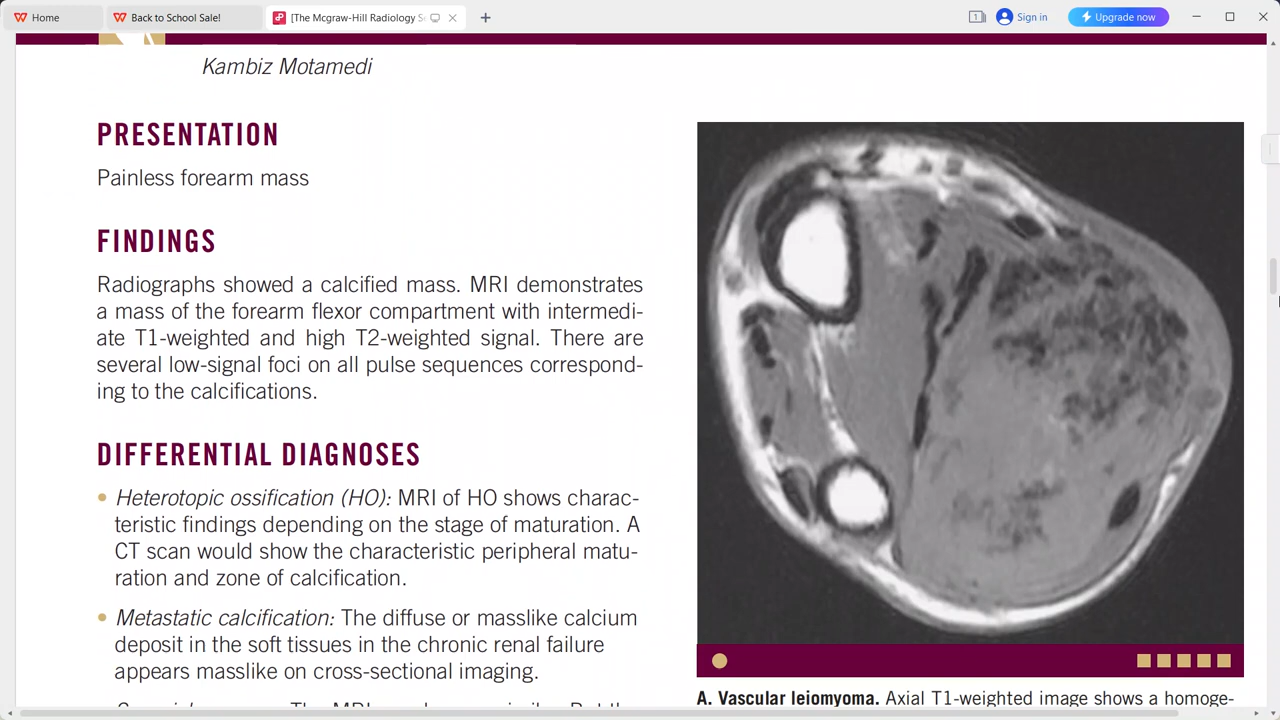 Home
Back to School Sale!
[The Mcgraw-Hill Radiology S
1
Sign in
Upgrade now
Kambiz Motamedi
PRESENTATION
Painless forearm mass
FINDINGS
Radiographs showed a calcified mass. MRI demonstrates
a mass of the forearm flexor compartment with intermedi-
ate T1-weighted and high T2-weighted signal. There are
several low-signal foci on all pulse sequences correspond-
ing to the calcifications.
DIFFERENTIAL DIAGNOSES
• Heterotopic ossification (HO): MRI of HO shows charac-
teristic findings depending on the stage of maturation. A
CT scan would show the characteristic peripheral matu-
ration and zone of calcification.
• Metastatic calcification: The diffuse or masslike calcium
deposit in the soft tissues in the chronic renal failure
appears masslike on cross-sectional imaging.
A. Vascular leiomyoma. Axial T1-weighted image shows a homoge-